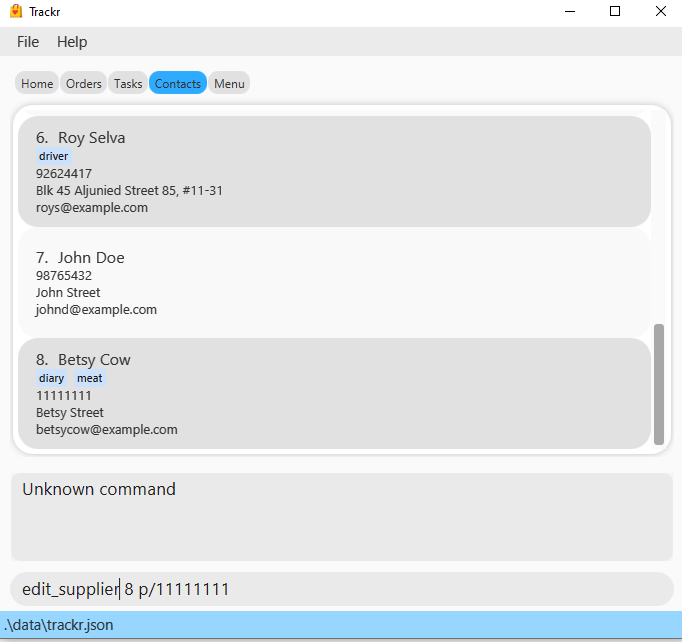 Trackr
File Help
Home Orders Tasks Contacts Menu
6. Roy Selva
driver
92624417
Blk 45 Aljunied Street 85, #11-31
roys@example.com
7. John Doe
98765432
John Street
johnd@example.com
8. Betsy Cow
diary meat
11111111
Betsy Street
betsycow@example.com
Unknown command
edit_supplier 8 p/11111111
.\data\trackr.json